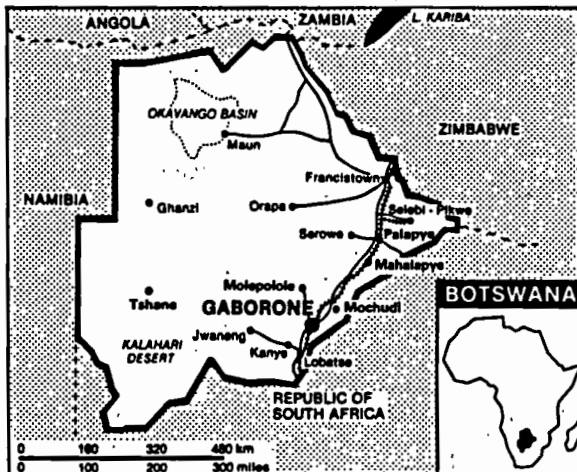 ANGOLA
ZAMBIA
L. KARIBA
OKAVANGO BASIN
ZIMBABWE
Maun
Francistown
NAMIBIA
Ghanzi
Orapa
Selebi - Pikwe
Serowe
Palapye
Mahalapye
Molepolole
Tshane
GABORONE
Mochudi
BOTSWANA
Jwaneng
KALAHARI
DESERT
Kanye
Lobatse
REPUBLIC OF
SOUTH AFRICA
0 160 320 480 km
0 100 200 300 miles